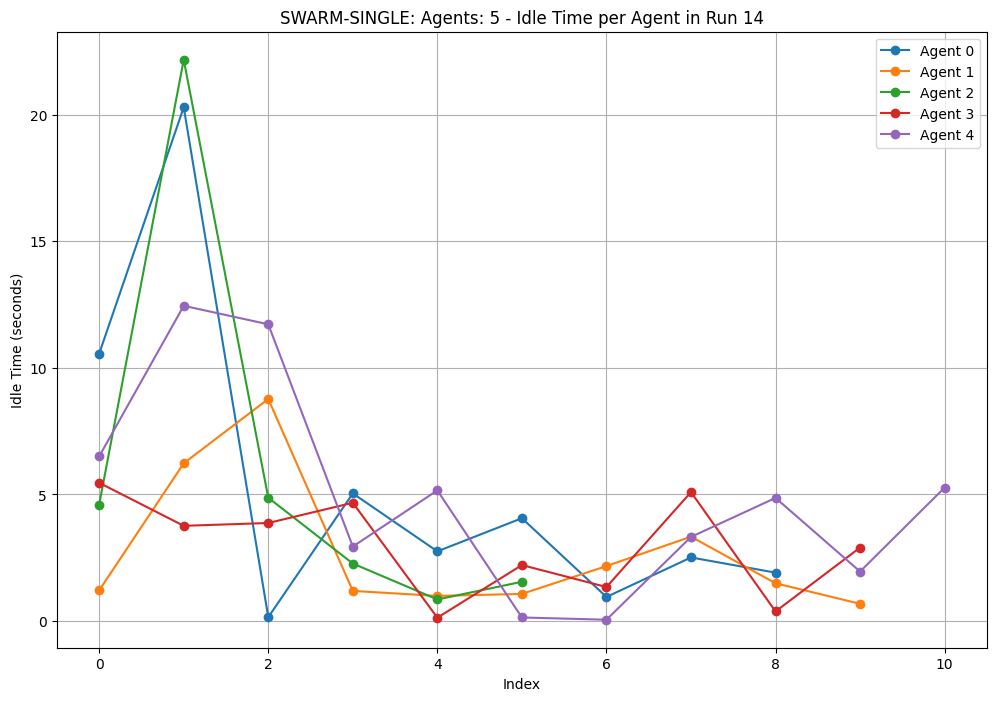 SWARM-SINGLE: Agents: 5 - Idle Time per Agent in Run 14
Agent 0
Agent 1
Agent 2
Agent 3
Agent 4
Idle Time (seconds)
20
15
10
5
0
0
2
4
6
8
10
Index